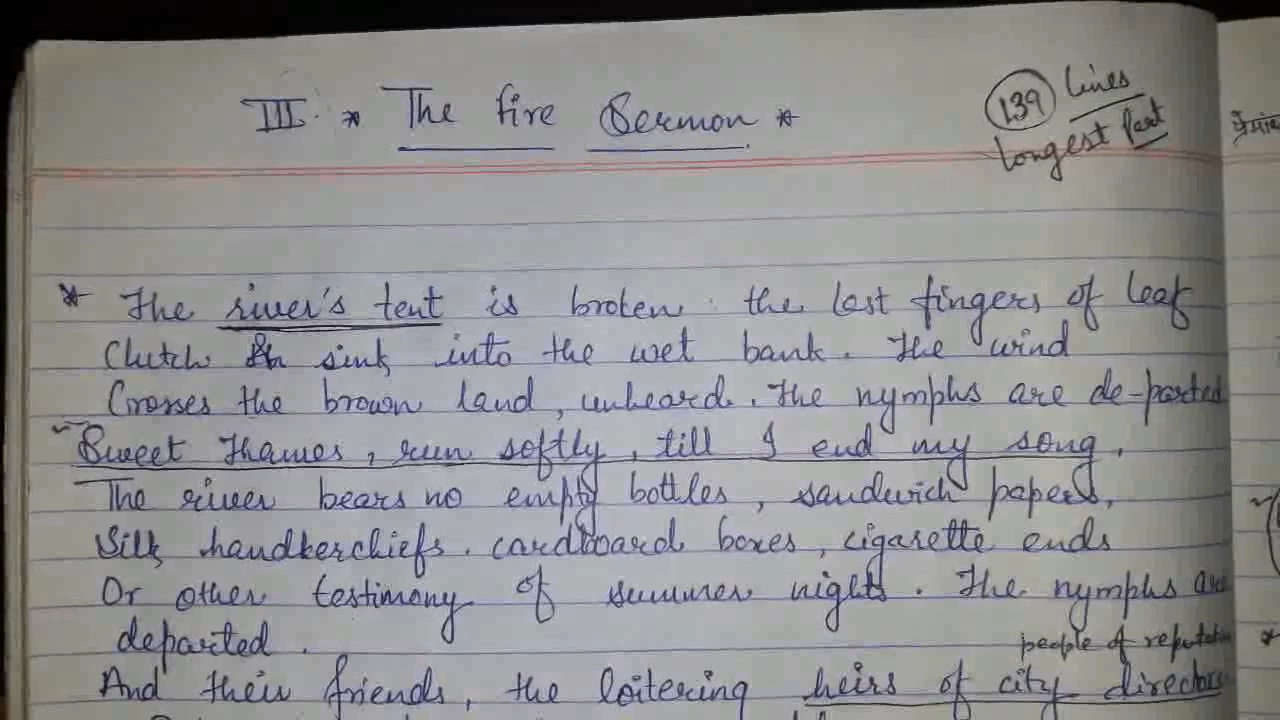 III. * The fire Sermon *
139 lines
longest part
* The river's tent is broken: the last fingers of leaf
Clutch & sink into the wet bank. The wind
Crosses the brown land, unheard. The nymphs are de-parted
Sweet Thames, run softly, till I end my song.
The river bears no empty bottles, sandwich papers,
Silk handkerchiefs. cardboard boxes, cigarette ends
Or other testimony of summer nights. The nymphs are
departed.
people of reputation
And their friends, the loitering heirs of city directors